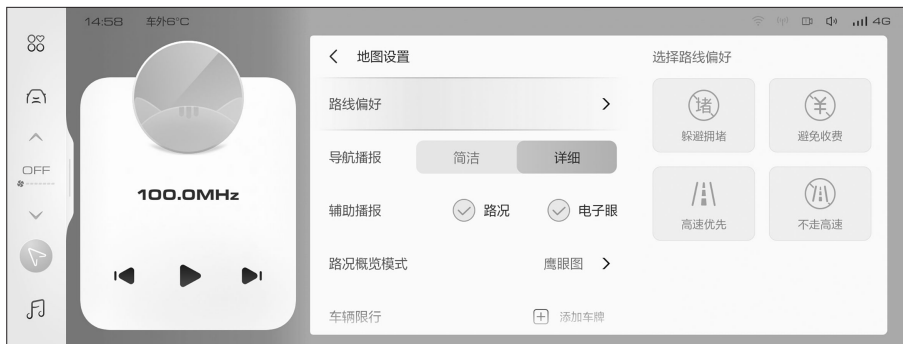 14:58 车外6°C
4G
OFF
100.0MHz
地图设置
路线偏好
导航播报 简洁 详细
辅助播报 路况 电子眼
路况概览模式 鹰眼图
车辆限行 添加车牌
选择路线偏好
堵 ¥
躲避拥堵 避免收费
高速优先 不走高速